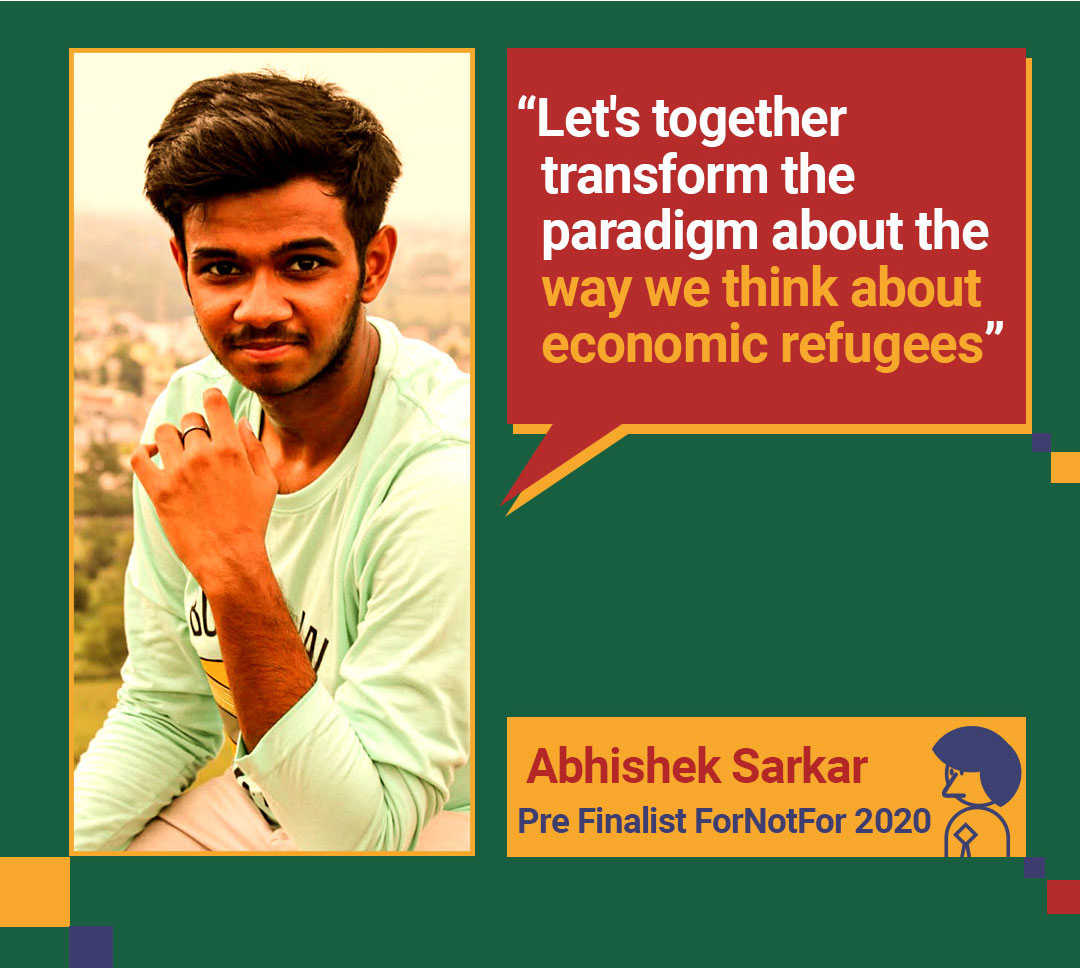 “Let's together
transform the
paradigm about the
way we think about
economic refugees”
Abhishek Sarkar
Pre Finalist ForNotFor 2020